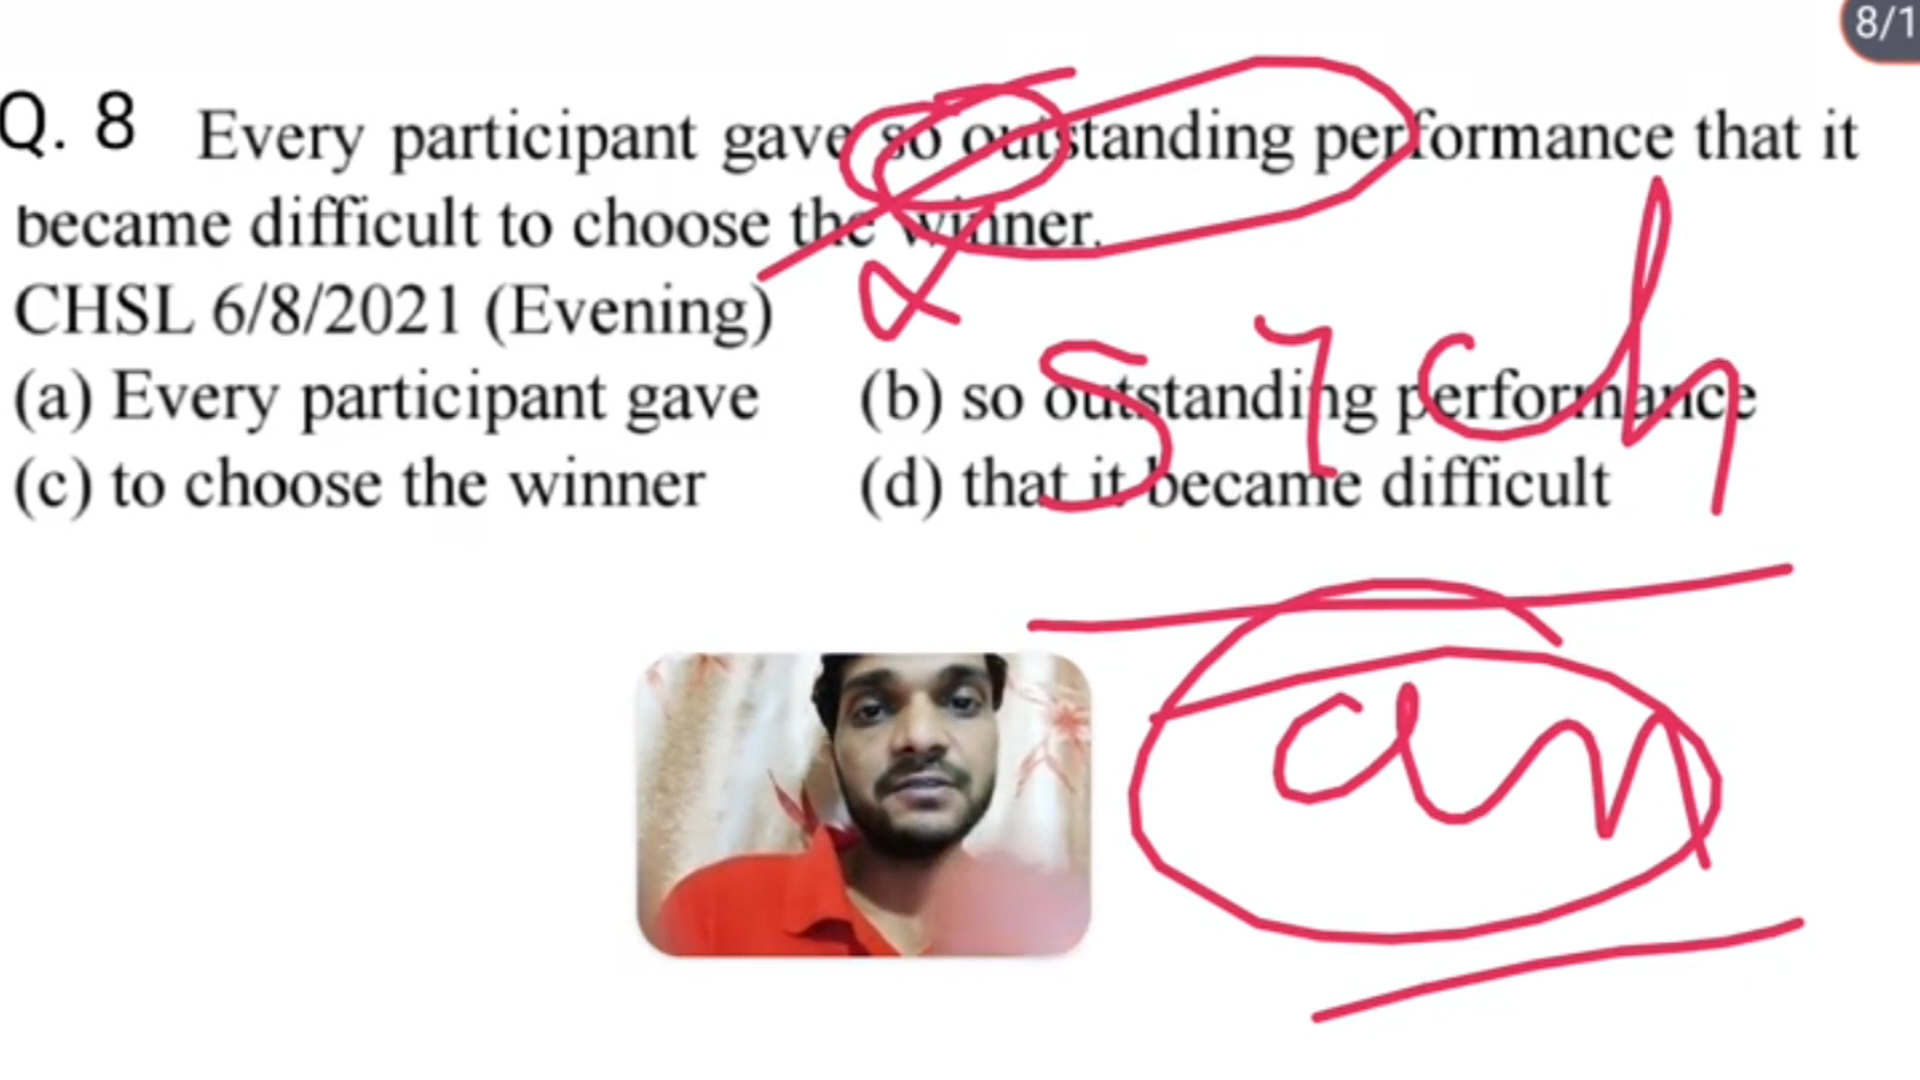 8/1
Q. 8 Every participant gave so outstanding performance that it
became difficult to choose the winner.
CHSL 6/8/2021 (Evening)
(a) Every participant gave (b) so outstanding performance
(c) to choose the winner (d) that it became difficult
such
an